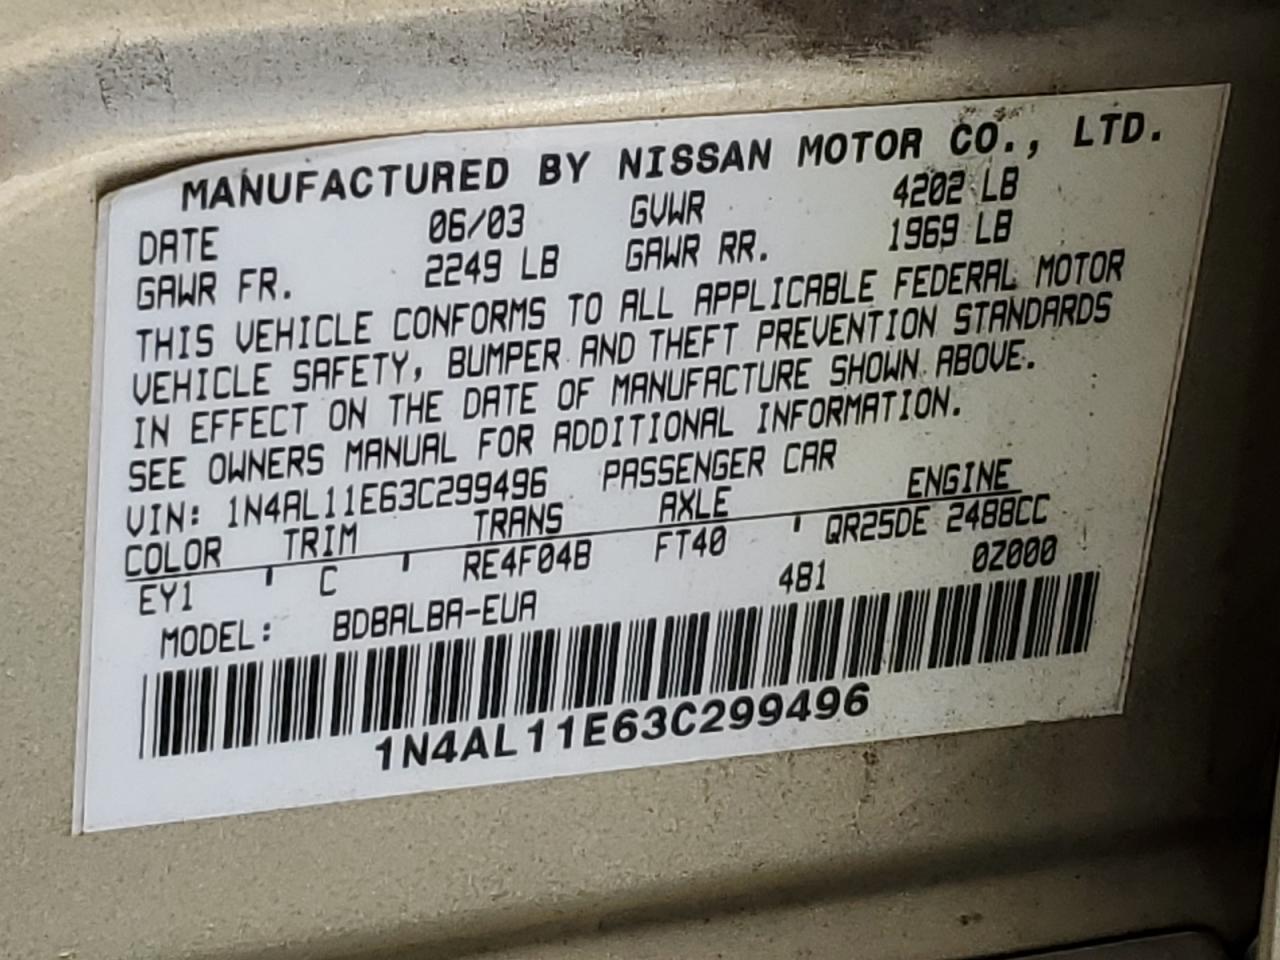 MANUFACTURED BY NISSAN MOTOR CO., LTD.
DATE 06/03 GVWR 4202 LB
GAWR FR. 2249 LB GAWR RR. 1969 LB
THIS VEHICLE CONFORMS TO ALL APPLICABLE FEDERAL MOTOR
VEHICLE SAFETY, BUMPER AND THEFT PREVENTION STANDARDS
IN EFFECT ON THE DATE OF MANUFACTURE SHOWN ABOVE.
SEE OWNERS MANUAL FOR ADDITIONAL INFORMATION.
VIN: 1N4AL11E63C299496 PASSENGER CAR
COLOR TRIM TRANS AXLE ENGINE
EY1 C RE4F04B FT40 QR25DE 2488CC
MODEL: BDBALBA-EUA 481 0Z000
1N4AL11E63C299496